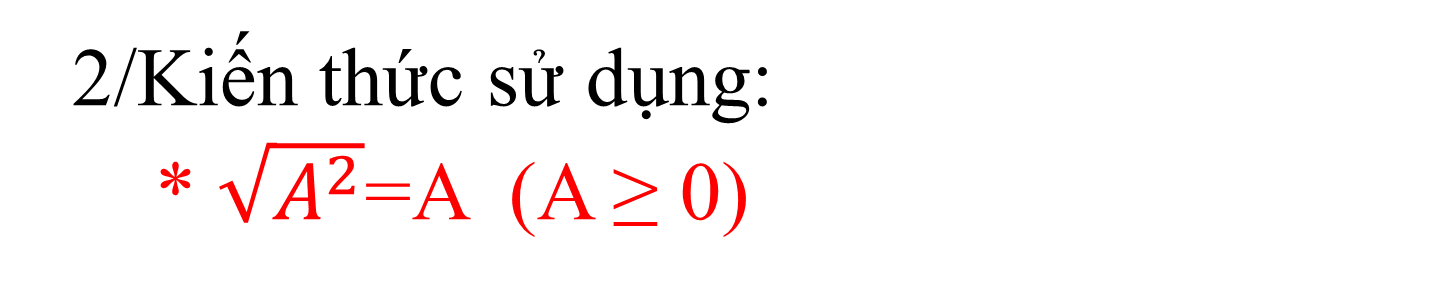 2/Kiến thức sử dụng:
* √A²=A (A ≥ 0)